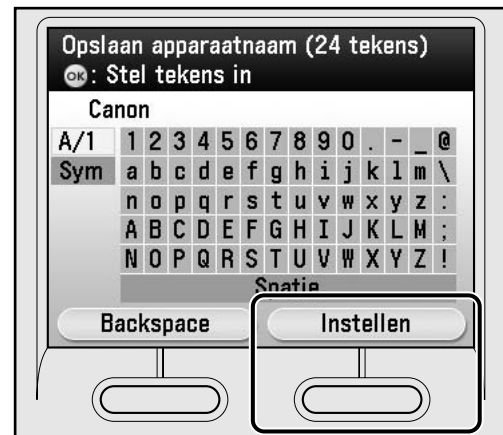 Opslaan apparaatnaam (24 tekens)
OK: Stel tekens in
Canon
A/1 1 2 3 4 5 6 7 8 9 0 . - _ @
Sym a b c d e f g h i j k l m \
n o p q r s t u v w x y z :
A B C D E F G H I J K L M ;
N O P Q R S T U V W X Y Z !
Spatie
Backspace Instellen